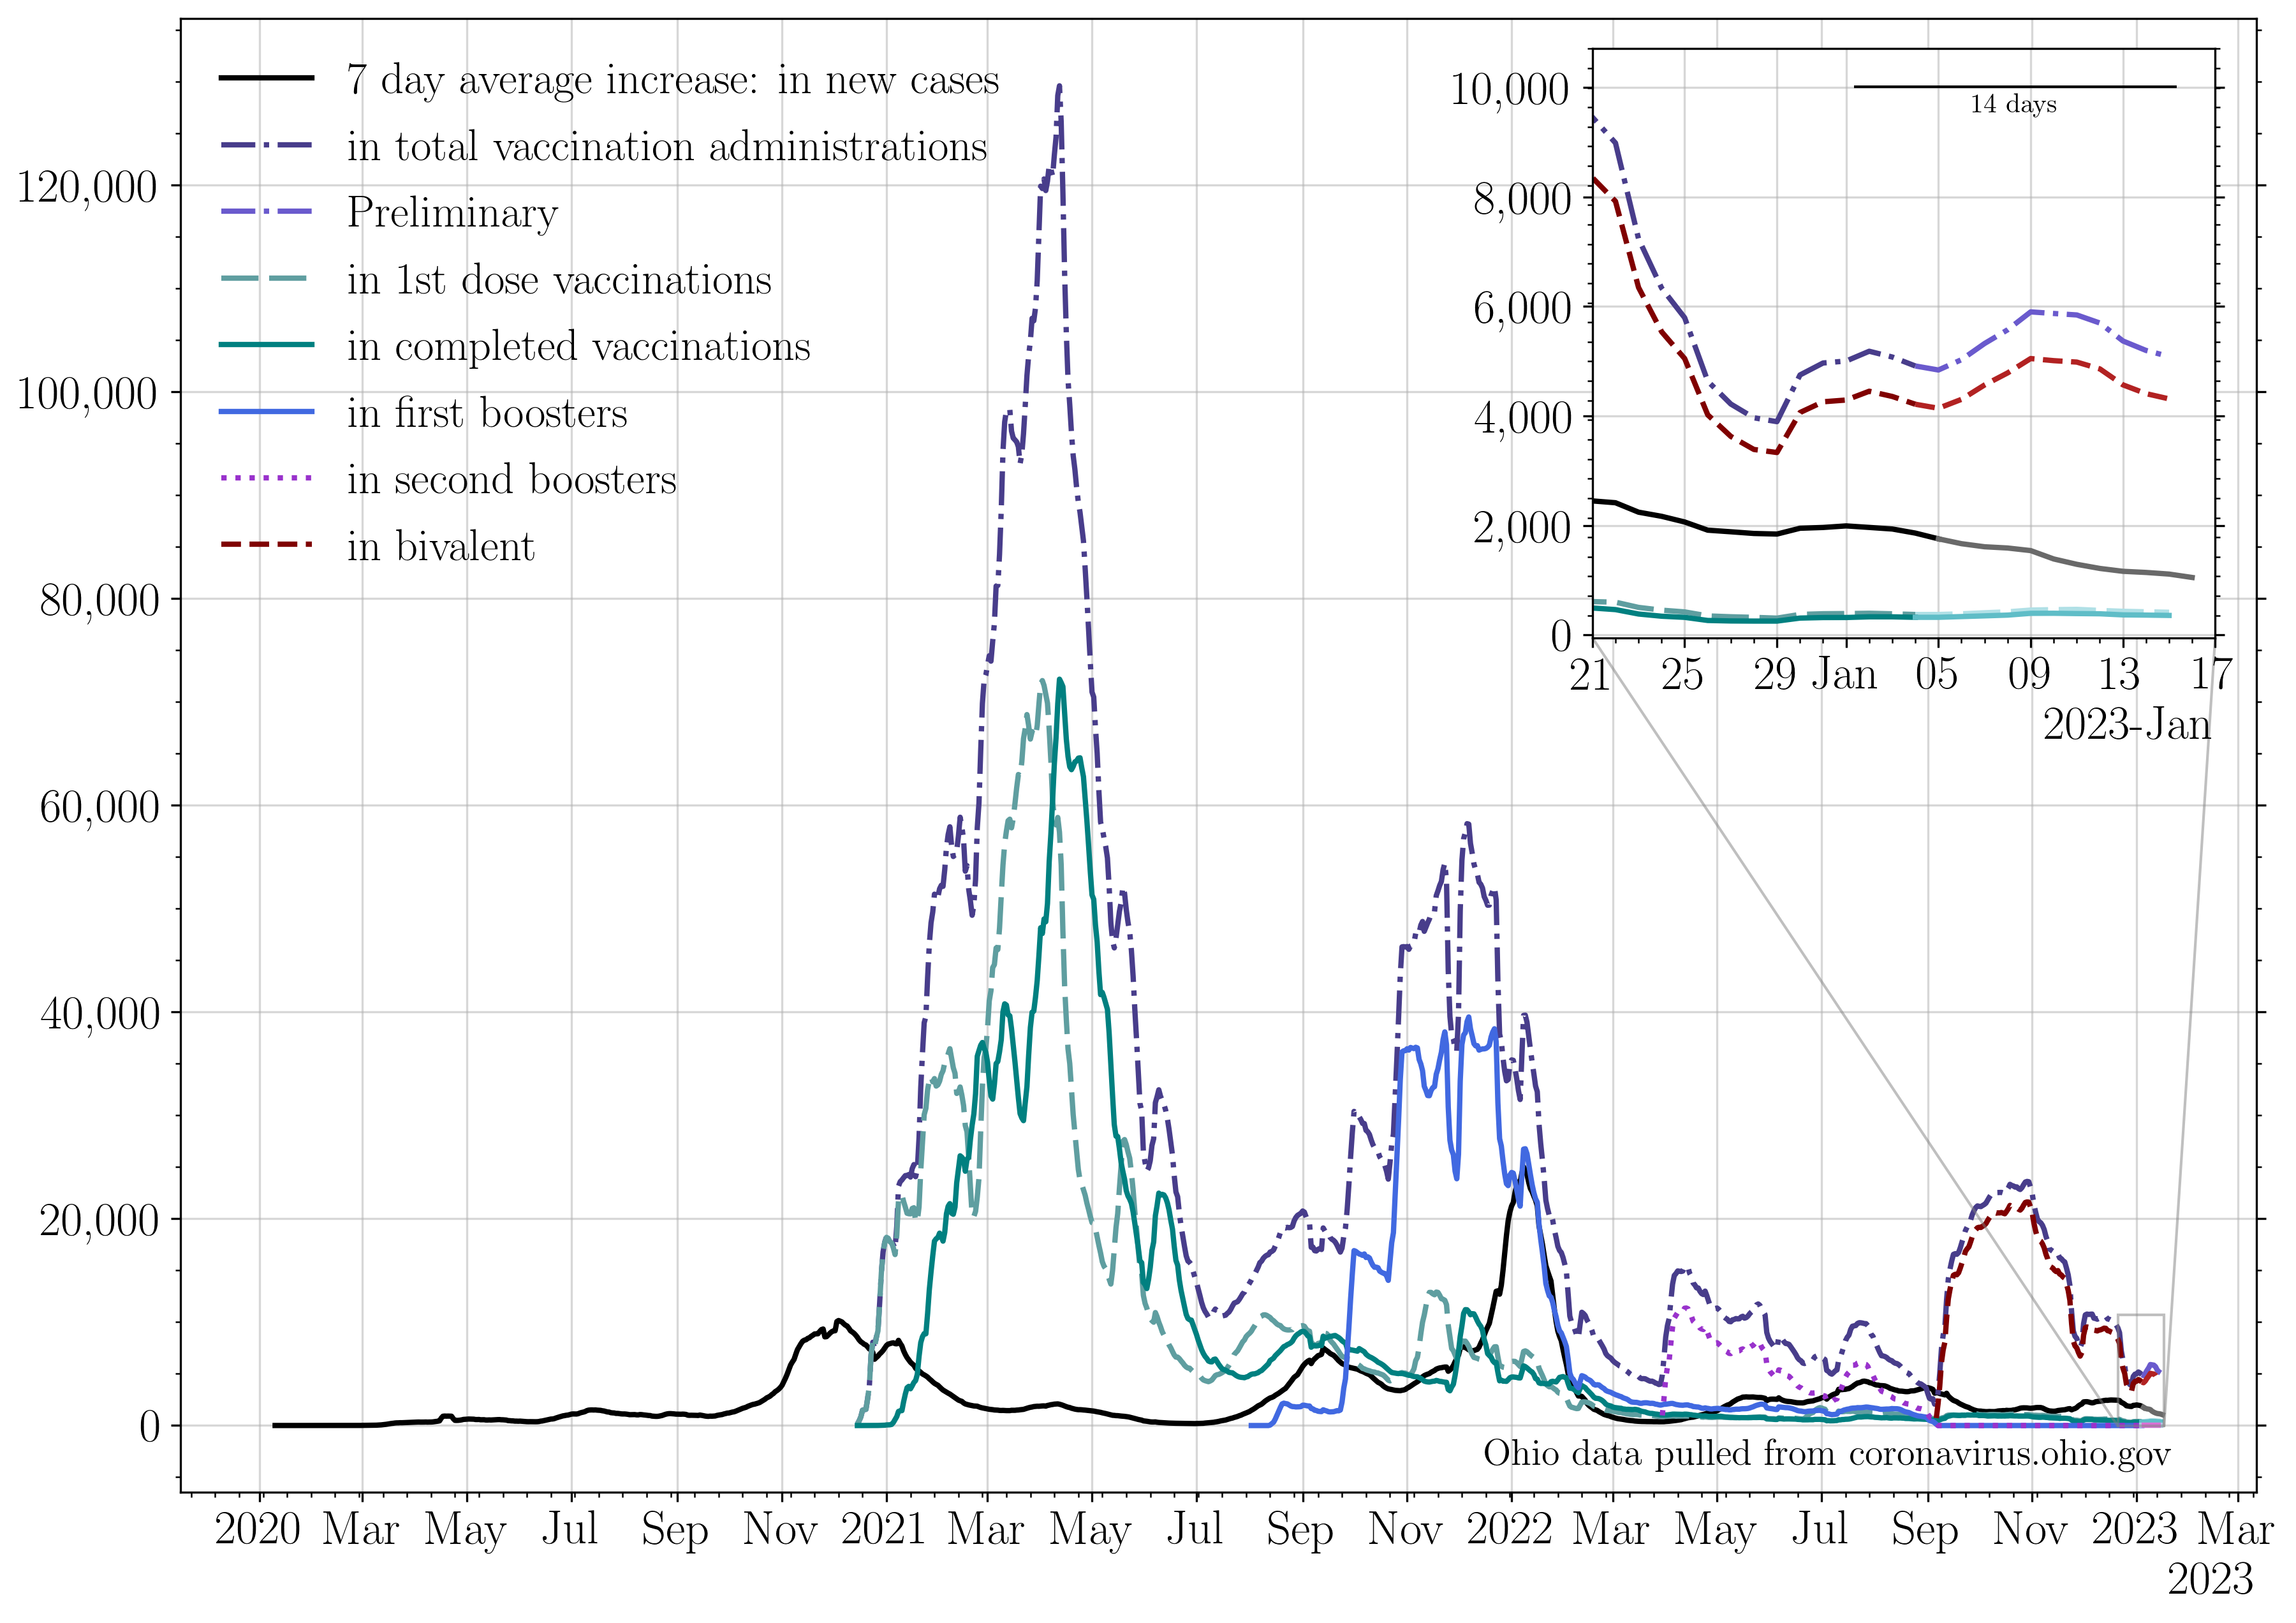 7 day average increase: in new cases
in total vaccination administrations
Preliminary
in 1st dose vaccinations
in completed vaccinations
in first boosters
in second boosters
in bivalent
120,000
100,000
80,000
60,000
40,000
20,000
0
10,000
8,000
6,000
4,000
2,000
0
14 days
21 25 29 Jan 05 09 13 17
2023-Jan
Ohio data pulled from coronavirus.ohio.gov
2020 Mar May Jul Sep Nov 2021 Mar May Jul Sep Nov 2022 Mar May Jul Sep Nov 2023 Mar
2023